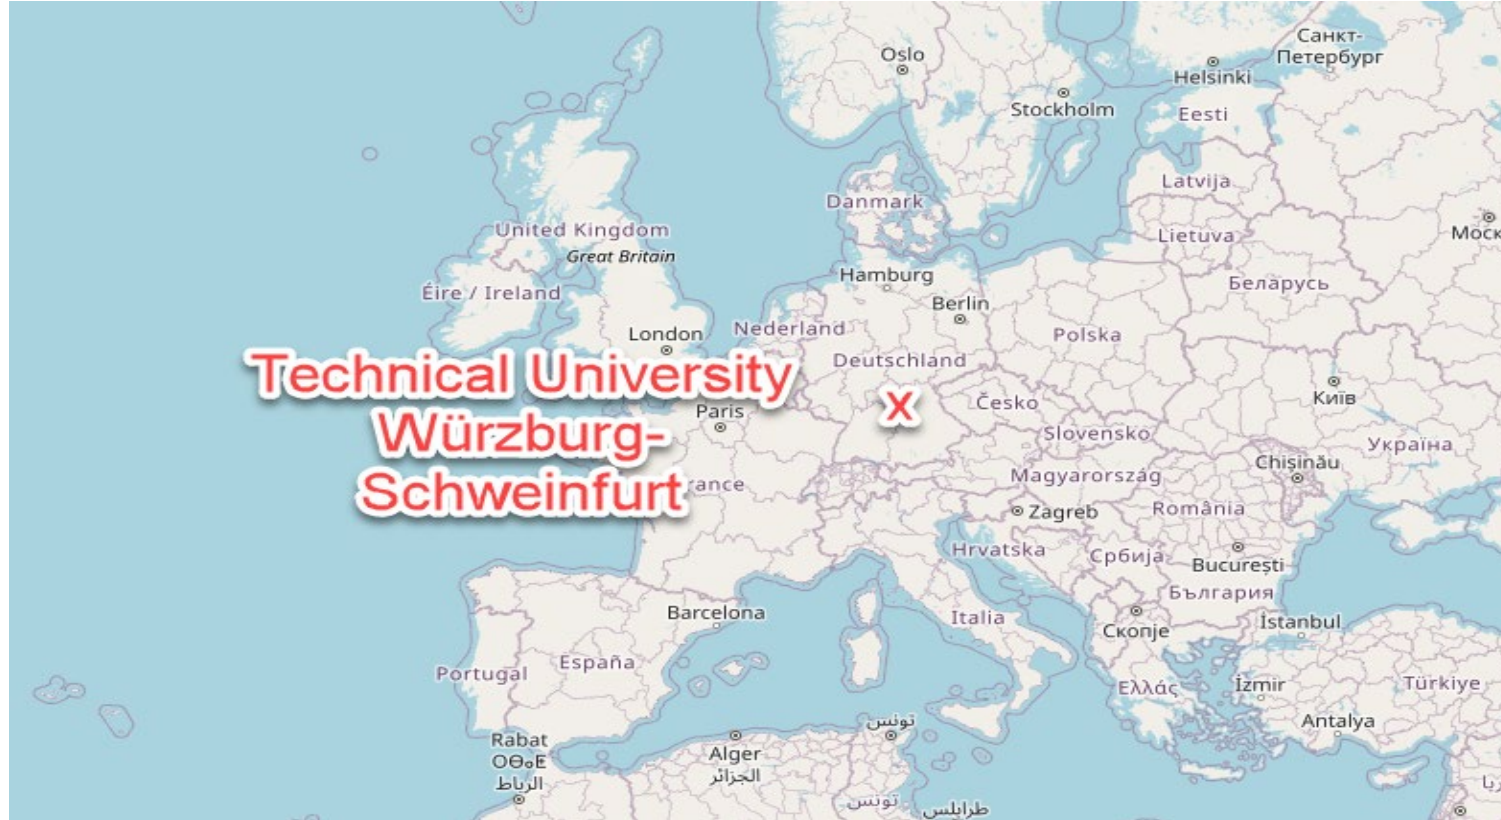 Санкт-
Петербург
Oslo
Helsinki
Stockholm
Eesti
Latvija
Danmark
Моск
United Kingdom
Lietuva
Great Britain
Hamburg
Беларусь
Éire / Ireland
Berlin
London
Nederland
Polska
Deutschland
Technical University
Würzburg-
Schweinfurt
x
Paris
Česko
Київ
Slovensko
Україна
Chișinău
rance
Magyarország
România
Zagreb
Hrvatska
Србија
București
България
Barcelona
Italia
Скопје
İstanbul
España
Portugal
Ελλάς
İzmir
Türkiye
تونس
Antalya
Rabat
ⵔⴱⴰⵟ
الرباط
Alger
الجزائر
تونس
طرابلس